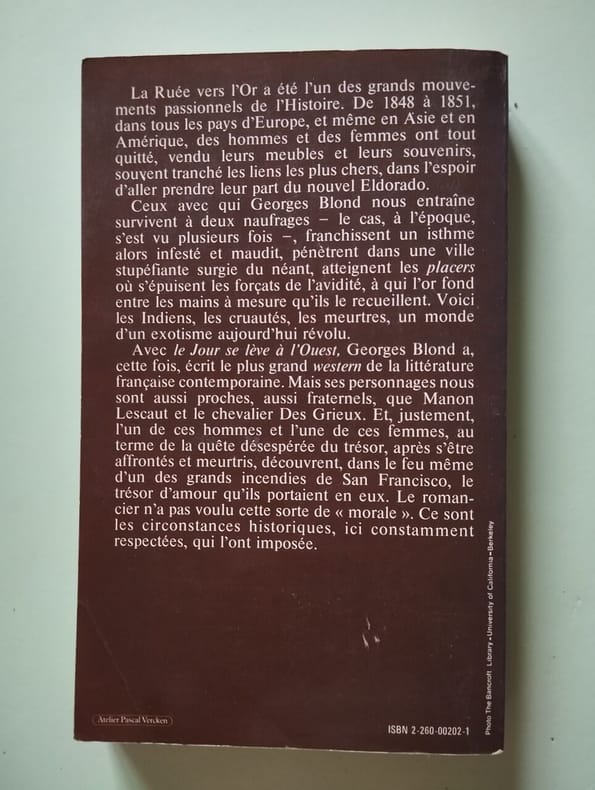 La Ruée vers l'Or a été l'un des grands mouve-
ments passionnels de l'Histoire. De 1848 à 1851,
dans tous les pays d'Europe, et même en Asie et en
Amérique, des hommes et des femmes ont tout
quitté, vendu leurs meubles et leurs souvenirs,
souvent tranché les liens les plus chers, dans l'espoir
d'aller prendre leur part du nouvel Eldorado.
Ceux avec qui Georges Blond nous entraîne
survivent à deux naufrages – le cas, à l'époque,
s'est vu plusieurs fois –, franchissent un isthme
alors infesté et maudit, pénètrent dans une ville
stupéfiante surgie du néant, atteignent les placers
où s'épuisent les forçats de l'avidité, à qui l'or fond
entre les mains à mesure qu'ils le recueillent. Voici
les Indiens, les cruautés, les meurtres, un monde
d'un exotisme aujourd'hui révolu.
Avec le Jour se lève à l'Ouest, Georges Blond a,
cette fois, écrit le plus grand western de la littérature
française contemporaine. Mais ses personnages nous
sont aussi proches, aussi fraternels, que Manon
Lescaut et le chevalier Des Grieux. Et, justement,
l'un de ces hommes et l'une de ces femmes, au
terme de la quête désespérée du trésor, après s'être
affrontés et meurtris, découvrent, dans le feu même
d'un des grands incendies de San Francisco, le
trésor d'amour qu'ils portaient en eux. Le roman-
cier n'a pas voulu cette sorte de « morale ». Ce sont
les circonstances historiques, ici constamment
respectées, qui l'ont imposée.
Atelier Pascal Vercken
ISBN 2-260-00202-1
Photo The Bancroft Library - University of California - Berkeley